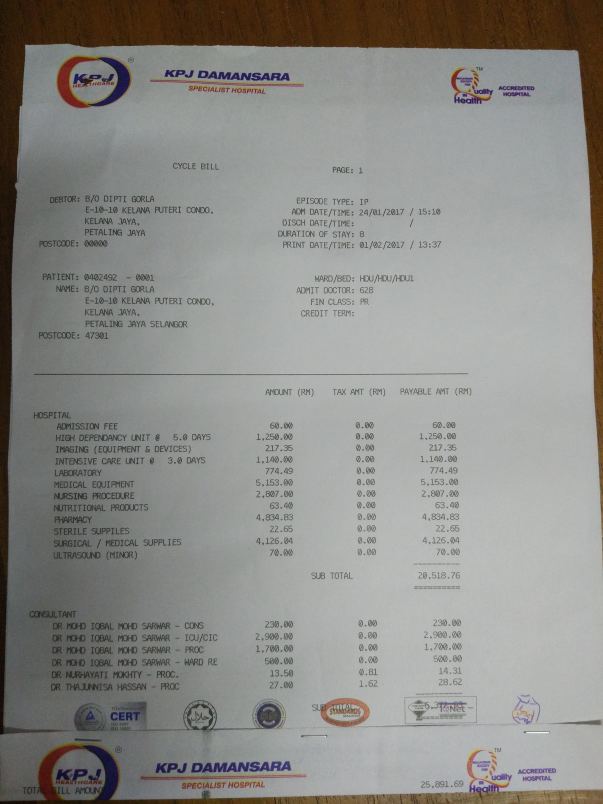 KPJ HEALTHCARE ®
KPJ DAMANSARA
SPECIALIST HOSPITAL
TM
Quality in Health
ACCREDITED HOSPITAL
CYCLE BILL PAGE: 1
DEBTOR: B/O DIPTI GORLA EPISODE TYPE: IP
E-10-10 KELANA PUTERI CONDO, ADM DATE/TIME: 24/01/2017 / 15:10
KELANA JAYA, DISCH DATE/TIME: /
PETALING JAYA DURATION OF STAY: 8
POSTCODE: 00000 PRINT DATE/TIME: 01/02/2017 / 13:37
PATIENT: 0402492 - 0001 WARD/BED: HDU/HDU/HDU1
NAME: B/O DIPTI GORLA ADMIT DOCTOR: 628
E-10-10 KELANA PUTERI CONDO, FIN CLASS: PR
KELANA JAYA, CREDIT TERM:
PETALING JAYA SELANGOR
POSTCODE: 47301
AMOUNT (RM) TAX AMT (RM) PAYABLE AMT (RM)
HOSPITAL
ADMISSION FEE 60.00 0.00 60.00
HIGH DEPENDANCY UNIT @ 5.0 DAYS 1,250.00 0.00 1,250.00
IMAGING (EQUIPMENT & DEVICES) 217.35 0.00 217.35
INTENSIVE CARE UNIT @ 3.0 DAYS 1,140.00 0.00 1,140.00
LABORATORY 774.49 0.00 774.49
MEDICAL EQUIPMENT 5,153.00 0.00 5,153.00
NURSING PROCEDURE 2,807.00 0.00 2,807.00
NUTRITIONAL PRODUCTS 63.40 0.00 63.40
PHARMACY 4,834.83 0.00 4,834.83
STERILE SUPPILES 22.65 0.00 22.65
SURGICAL / MEDICAL SUPPLIES 4,126.04 0.00 4,126.04
ULTRASOUND (MINOR) 70.00 0.00 70.00
SUB TOTAL 20,518.76
CONSULTANT
DR MOHD IQBAL MOHD SARWAR - CONS 230.00 0.00 230.00
DR MOHD IQBAL MOHD SARWAR - ICU/CIC 2,900.00 0.00 2,900.00
DR MOHD IQBAL MOHD SARWAR - PROC 1,700.00 0.00 1,700.00
DR MOHD IQBAL MOHD SARWAR - WARD RE 500.00 0.00 500.00
DR NURHAYATI MOKHTY - PROC. 13.50 0.81 14.31
DR THAJUNNISA HASSAN - PROC 27.00 1.62 28.62
SUB TOTAL
CERT
STANDARDS
KPJ HEALTHCARE ®
KPJ DAMANSARA
SPECIALIST HOSPITAL
TM
Quality in Health
ACCREDITED HOSPITAL
TOTAL BILL AMOUNT 25,891.69